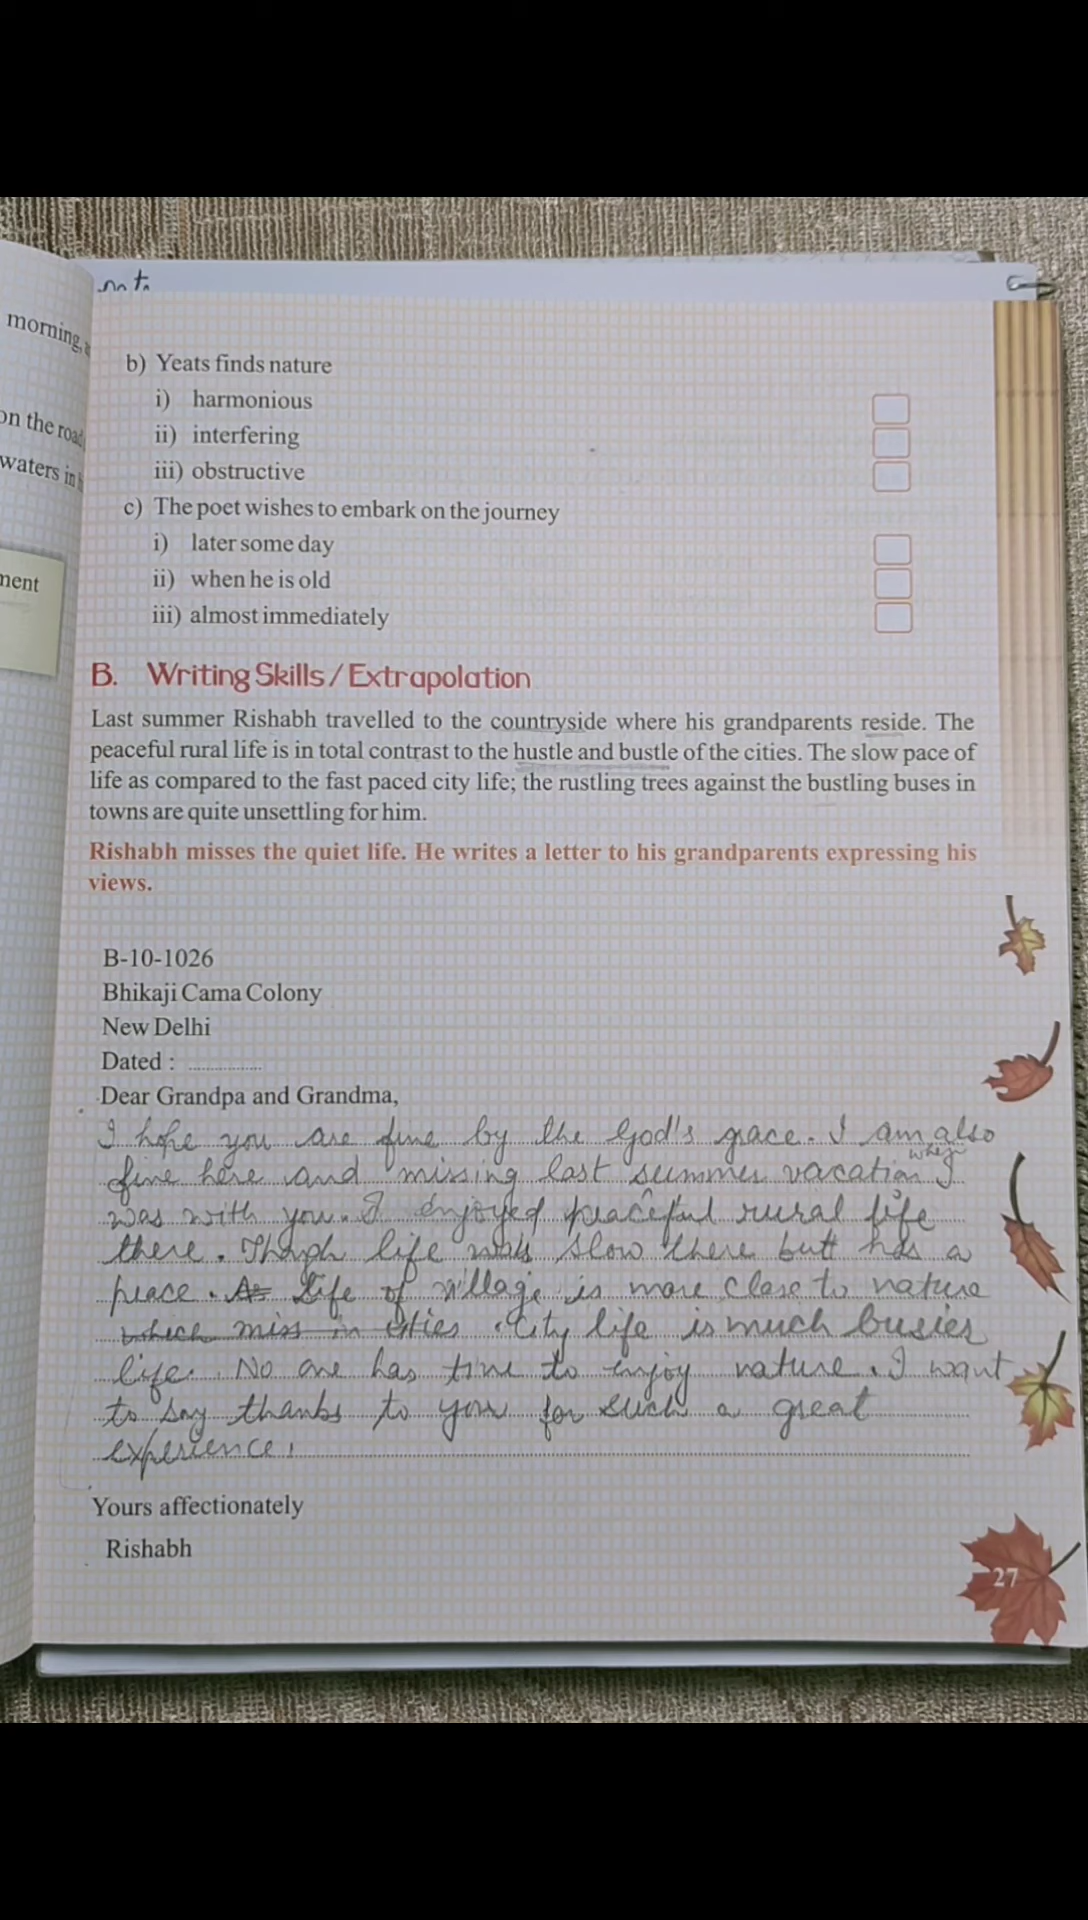 morning,
on the road
waters in
ment
b) Yeats finds nature
i) harmonious
ii) interfering
iii) obstructive
c) The poet wishes to embark on the journey
i) later some day
ii) when he is old
iii) almost immediately
B. Writing Skills / Extrapolation
Last summer Rishabh travelled to the countryside where his grandparents reside. The
peaceful rural life is in total contrast to the hustle and bustle of the cities. The slow pace of
life as compared to the fast paced city life; the rustling trees against the bustling buses in
towns are quite unsettling for him.
Rishabh misses the quiet life. He writes a letter to his grandparents expressing his
views.
B-10-1026
Bhikaji Cama Colony
New Delhi
Dated : ..................
Dear Grandpa and Grandma,
I hope you are fine by the God's grace. I am also
fine here and missing last summer vacation when I
was with you. I enjoyed peaceful rural life
there. Though life was slow there but has a
peace. As Life of village is more close to nature
which miss in cities. City life is much busier
life. No one has time to enjoy nature. I want
to say thanks to you for such a great
experience.
Yours affectionately
Rishabh
27